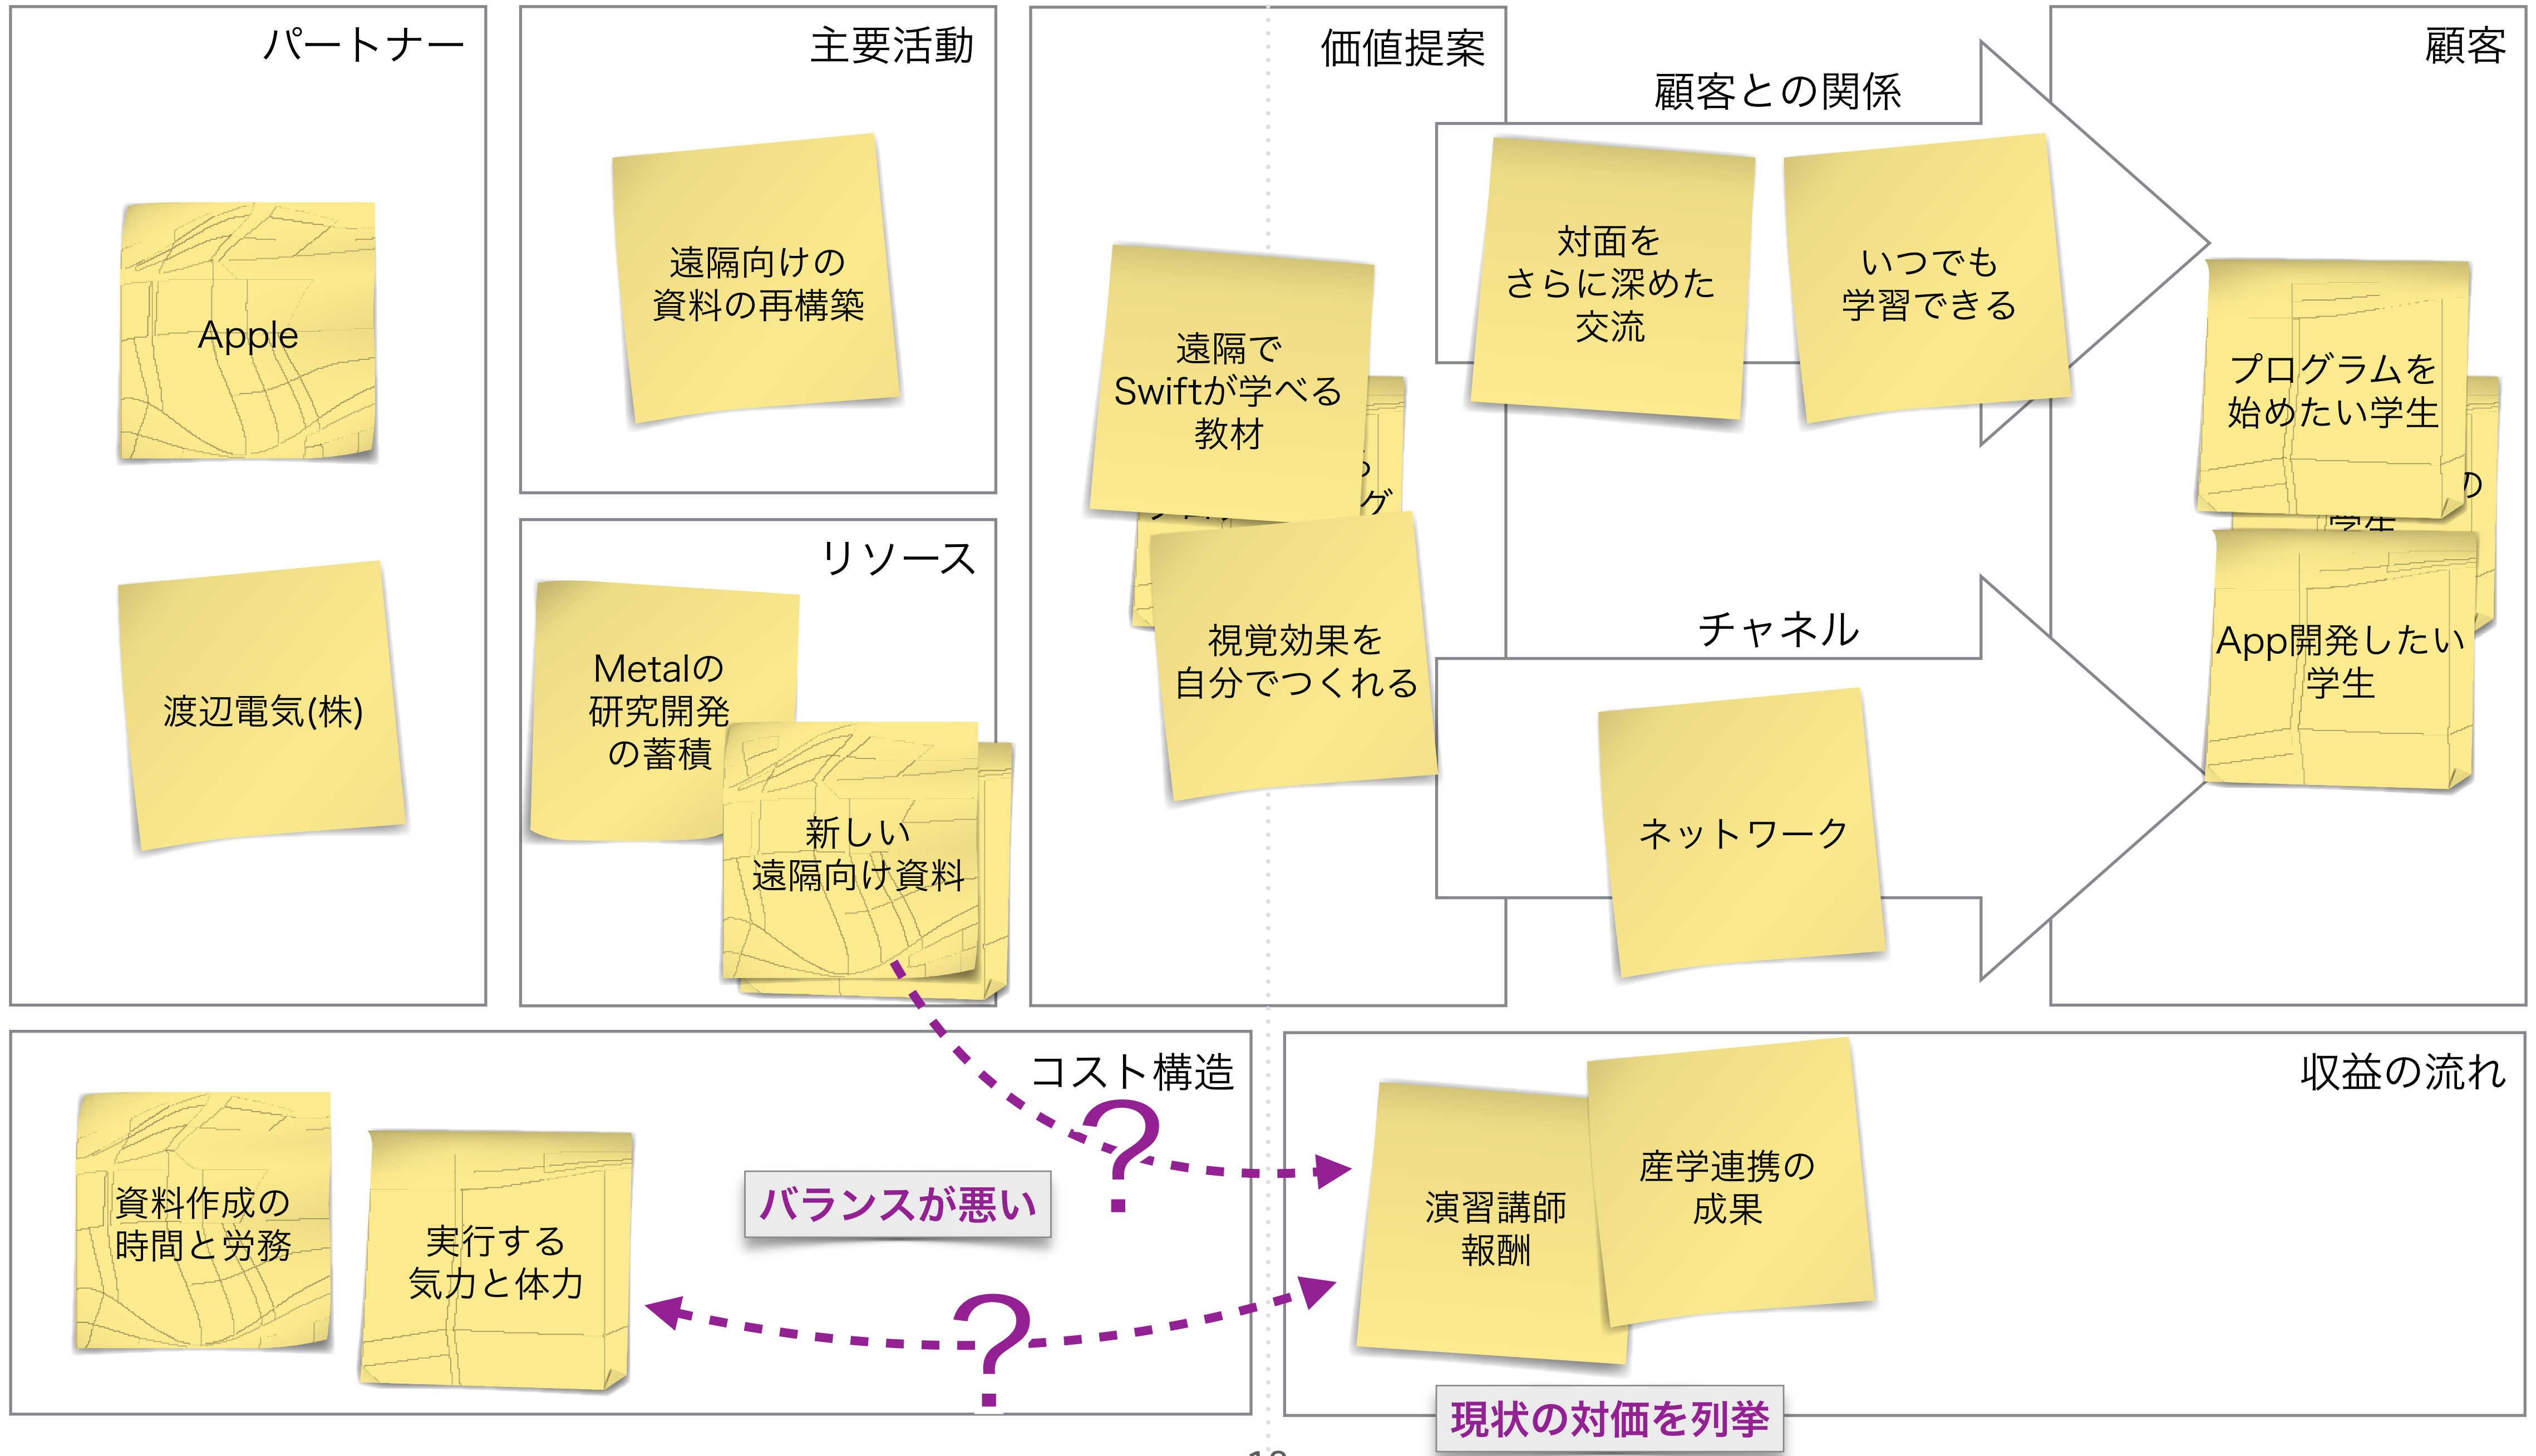 パートナー
Apple
渡辺電気(株)
主要活動
遠隔向けの
資料の再構築
リソース
Metalの
研究開発
の蓄積
新しい
遠隔向け資料
価値提案
遠隔で
Swiftが学べる
教材
視覚効果を
自分でつくれる
顧客との関係
対面を
さらに深めた
交流
いつでも
学習できる
チャネル
ネットワーク
顧客
プログラムを
始めたい学生
の
学生
App開発したい
学生
コスト構造
資料作成の
時間と労務
実行する
気力と体力
バランスが悪い
?
?
収益の流れ
演習講師
報酬
産学連携の
成果
現状の対価を列挙